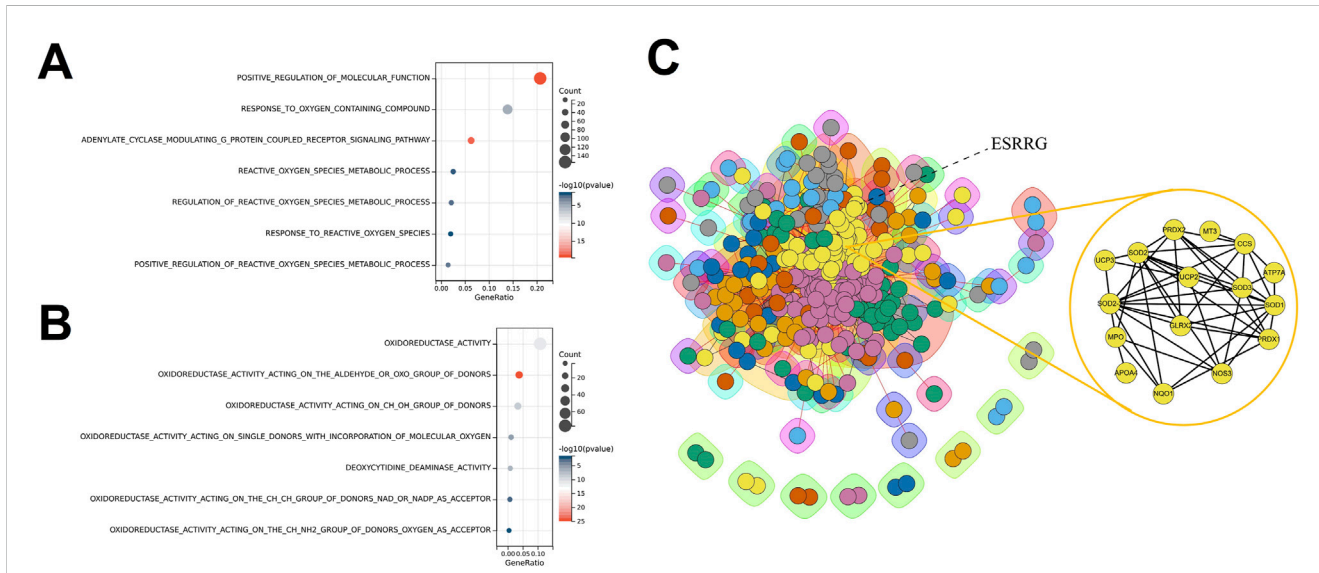 A
POSITIVE_REGULATION_OF_MOLECULAR_FUNCTION
RESPONSE_TO_OXYGEN_CONTAINING_COMPOUND
ADENYLATE_CYCLASE_MODULATING_G_PROTEIN_COUPLED_RECEPTOR_SIGNALING_PATHWAY
REACTIVE_OXYGEN_SPECIES_METABOLIC_PROCESS
REGULATION_OF_REACTIVE_OXYGEN_SPECIES_METABOLIC_PROCESS
RESPONSE_TO_REACTIVE_OXYGEN_SPECIES
POSITIVE_REGULATION_OF_REACTIVE_OXYGEN_SPECIES_METABOLIC_PROCESS
0.00 0.05 0.10 0.15 0.20
GeneRatio
Count
20
40
60
80
100
120
140
-log10(pvalue)
5
10
15
B
OXIDOREDUCTASE_ACTIVITY
OXIDOREDUCTASE_ACTIVITY_ACTING_ON_THE_ALDEHYDE_OR_OXO_GROUP_OF_DONORS
OXIDOREDUCTASE_ACTIVITY_ACTING_ON_CH_OH_GROUP_OF_DONORS
OXIDOREDUCTASE_ACTIVITY_ACTING_ON_SINGLE_DONORS_WITH_INCORPORATION_OF_MOLECULAR_OXYGEN
DEOXYCYTIDINE_DEAMINASE_ACTIVITY
OXIDOREDUCTASE_ACTIVITY_ACTING_ON_THE_CH_CH_GROUP_OF_DONORS_NAD_OR_NADP_AS_ACCEPTOR
OXIDOREDUCTASE_ACTIVITY_ACTING_ON_THE_CH_NH2_GROUP_OF_DONORS_OXYGEN_AS_ACCEPTOR
0.00 0.05 0.10
GeneRatio
Count
20
40
60
-log10(pvalue)
5
10
15
20
25
C
ESRRG
PRDX2
MT3
CCS
SOD2
UCP3
UCP2
ATP7A
SOD3
SOD2-
SOD1
GLRX2
MPO
PRDX1
APOA4
NOS3
NQO1